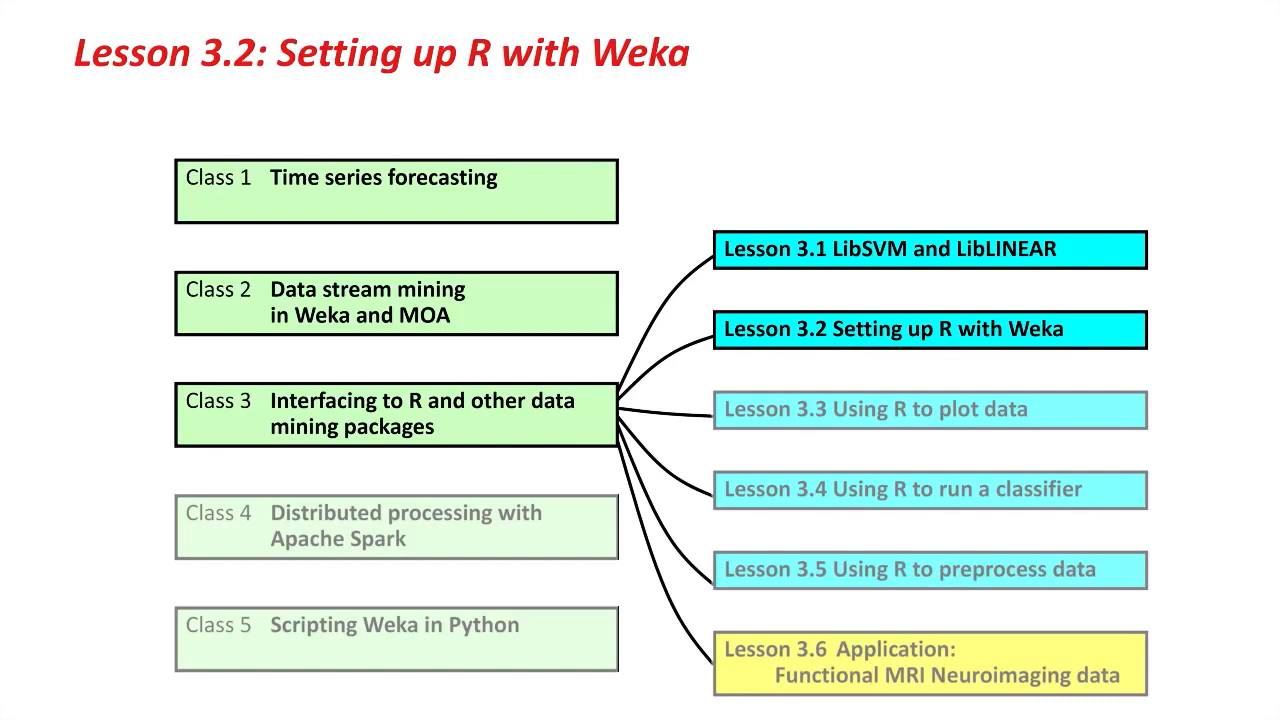 Lesson 3.2: Setting up R with Weka
Class 1 Time series forecasting
Class 2 Data stream mining
in Weka and MOA
Class 3 Interfacing to R and other data
mining packages
Class 4 Distributed processing with
Apache Spark
Class 5 Scripting Weka in Python
Lesson 3.1 LibSVM and LibLINEAR
Lesson 3.2 Setting up R with Weka
Lesson 3.3 Using R to plot data
Lesson 3.4 Using R to run a classifier
Lesson 3.5 Using R to preprocess data
Lesson 3.6 Application:
Functional MRI Neuroimaging data